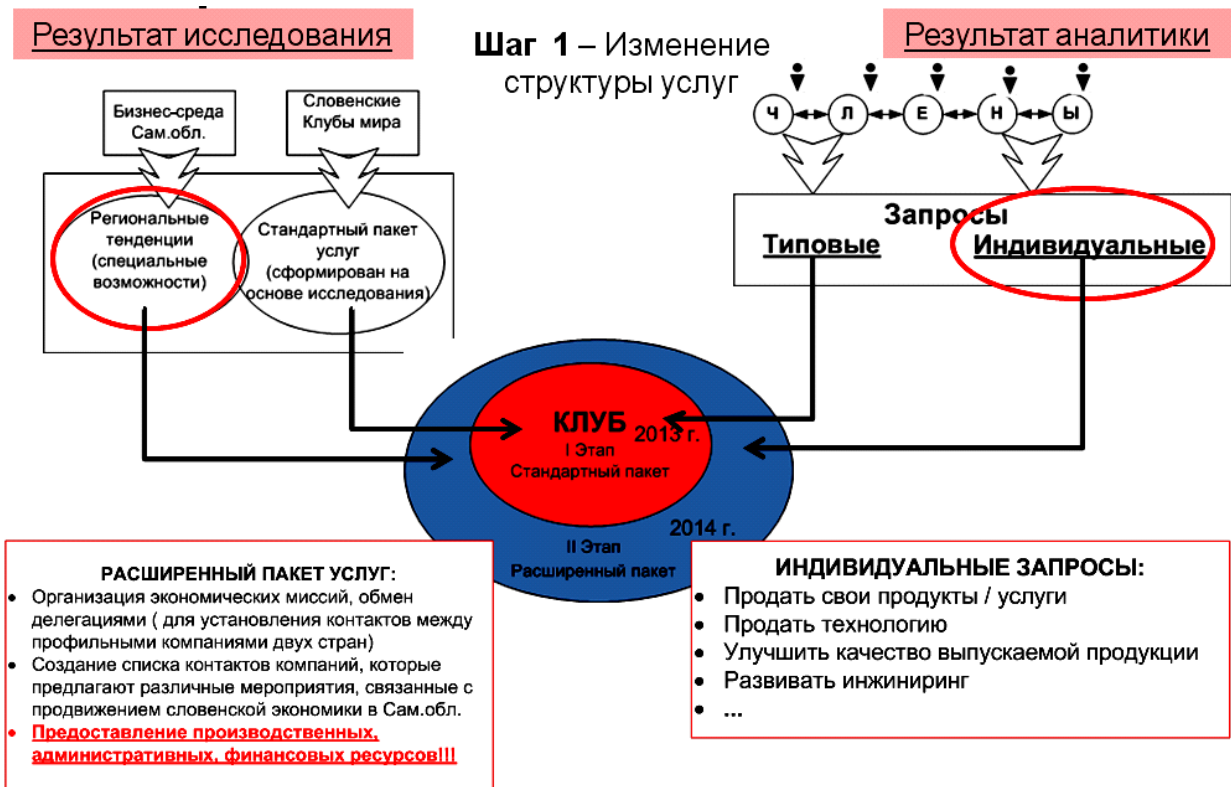 Результат исследования
Шаг 1 – Изменение
структуры услуг
Результат аналитики
Бизнес-среда
Сам.обл.
Словенские
Клубы мира
Ч Л Е Н Ы
Региональные
тенденции
(специальные
возможности)
Стандартный пакет
услуг
(сформирован на
основе исследования)
Запросы
Типовые
Индивидуальные
КЛУБ
2013 г.
I Этап
Стандартный пакет
2014 г.
II Этап
Расширенный пакет
РАСШИРЕННЫЙ ПАКЕТ УСЛУГ:
• Организация экономических миссий, обмен
делегациями ( для установления контактов между
профильными компаниями двух стран)
• Создание списка контактов компаний, которые
предлагают различные мероприятия, связанные с
продвижением словенской экономики в Сам.обл.
• Предоставление производственных,
административных, финансовых ресурсов!!!
ИНДИВИДУАЛЬНЫЕ ЗАПРОСЫ:
• Продать свои продукты / услуги
• Продать технологию
• Улучшить качество выпускаемой продукции
• Развивать инжиниринг
• ...